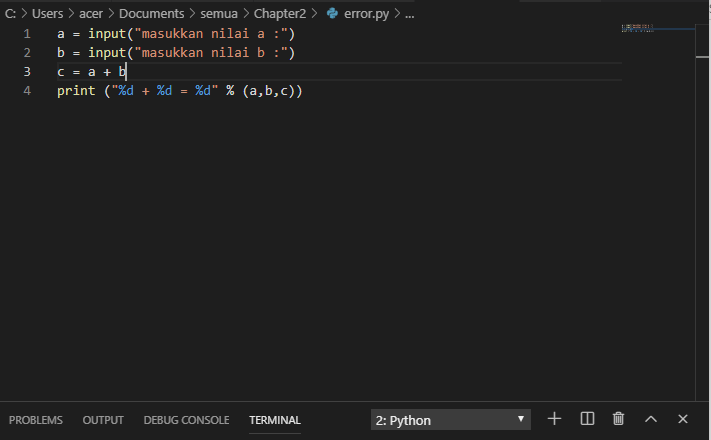 C: > Users > acer > Documents > semua > Chapter2 > error.py > ...
1 a = input("masukkan nilai a :")
2 b = input("masukkan nilai b :")
3 c = a + b
4 print ("%d + %d = %d" % (a,b,c))
PROBLEMS OUTPUT DEBUG CONSOLE TERMINAL 2: Python